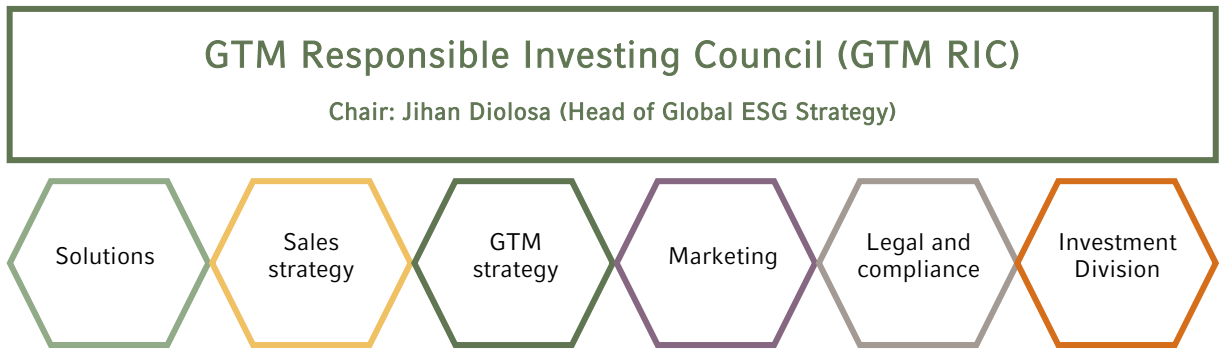 GTM Responsible Investing Council (GTM RIC)
Chair: Jihan Diolosa (Head of Global ESG Strategy)
Solutions
Sales
strategy
GTM
strategy
Marketing
Legal and
compliance
Investment
Division